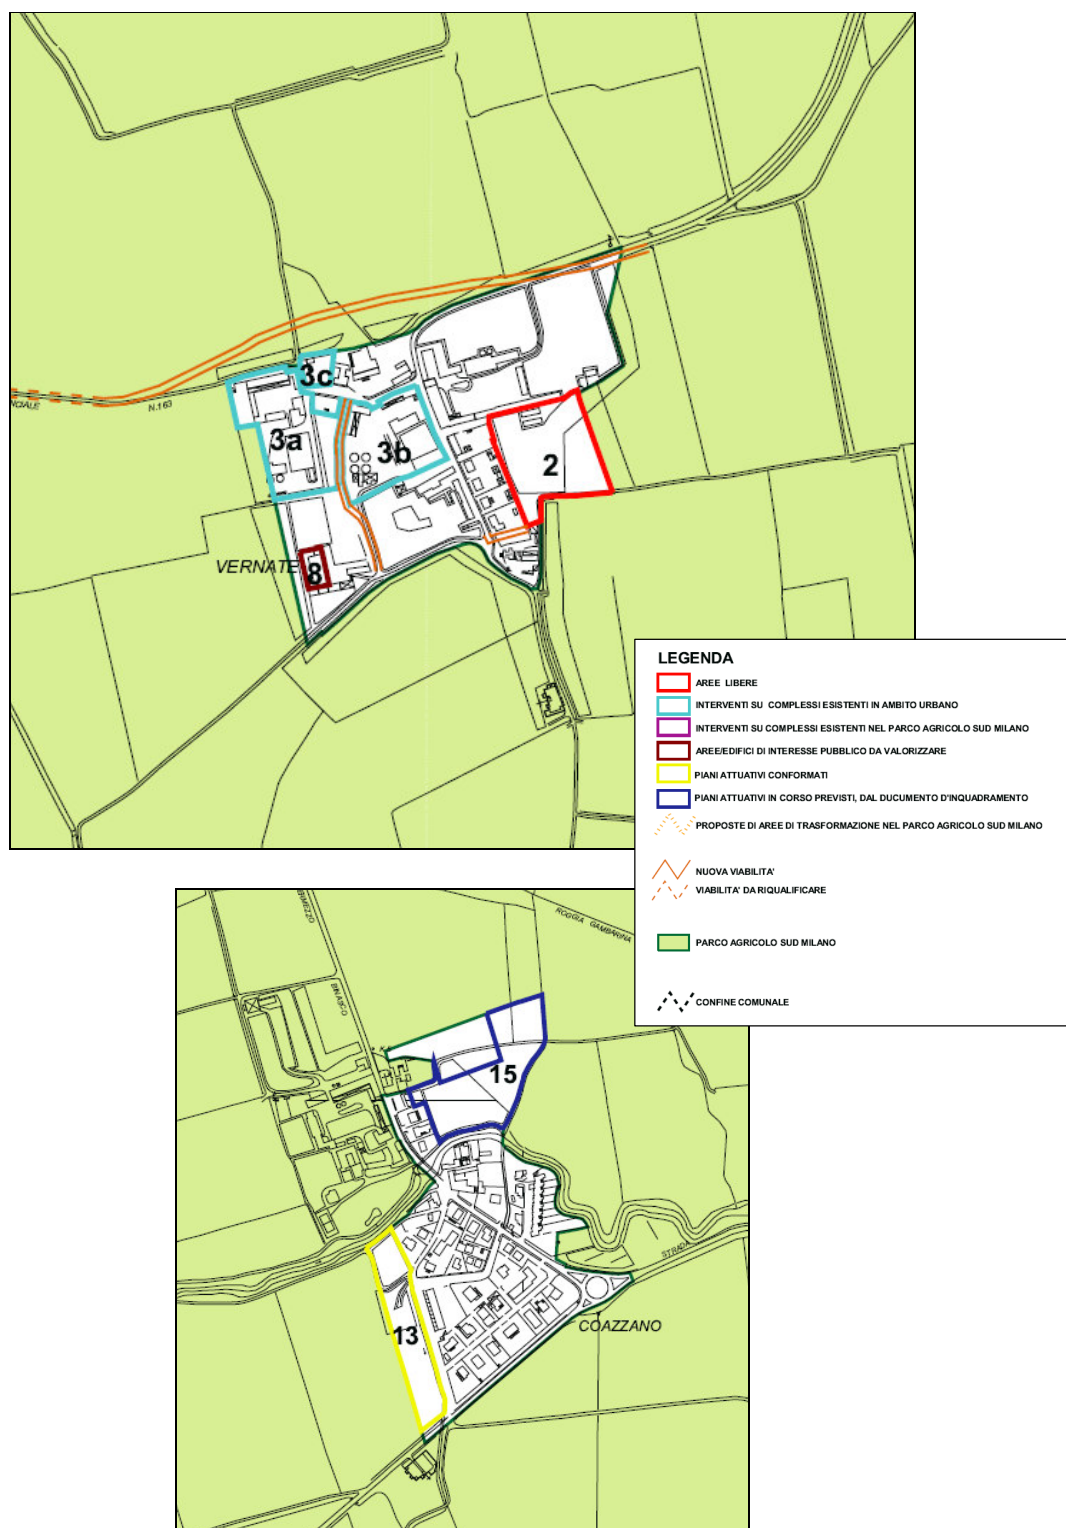 3c
3a
3b
2
NCIALE
N.163
VERNATE
8
LEGENDA
AREE LIBERE
INTERVENTI SU COMPLESSI ESISTENTI IN AMBITO URBANO
INTERVENTI SU COMPLESSI ESISTENTI NEL PARCO AGRICOLO SUD MILANO
AREE/EDIFICI DI INTERESSE PUBBLICO DA VALORIZZARE
PIANI ATTUATIVI CONFORMATI
PIANI ATTUATIVI IN CORSO PREVISTI, DAL DUCUMENTO D'INQUADRAMENTO
PROPOSTE DI AREE DI TRASFORMAZIONE NEL PARCO AGRICOLO SUD MILANO
NUOVA VIABILITA'
VIABILITA' DA RIQUALIFICARE
PARCO AGRICOLO SUD MILANO
CONFINE COMUNALE
ROGGIA GAMBARINA
BINASCO
15
STRADA
13
COAZZANO